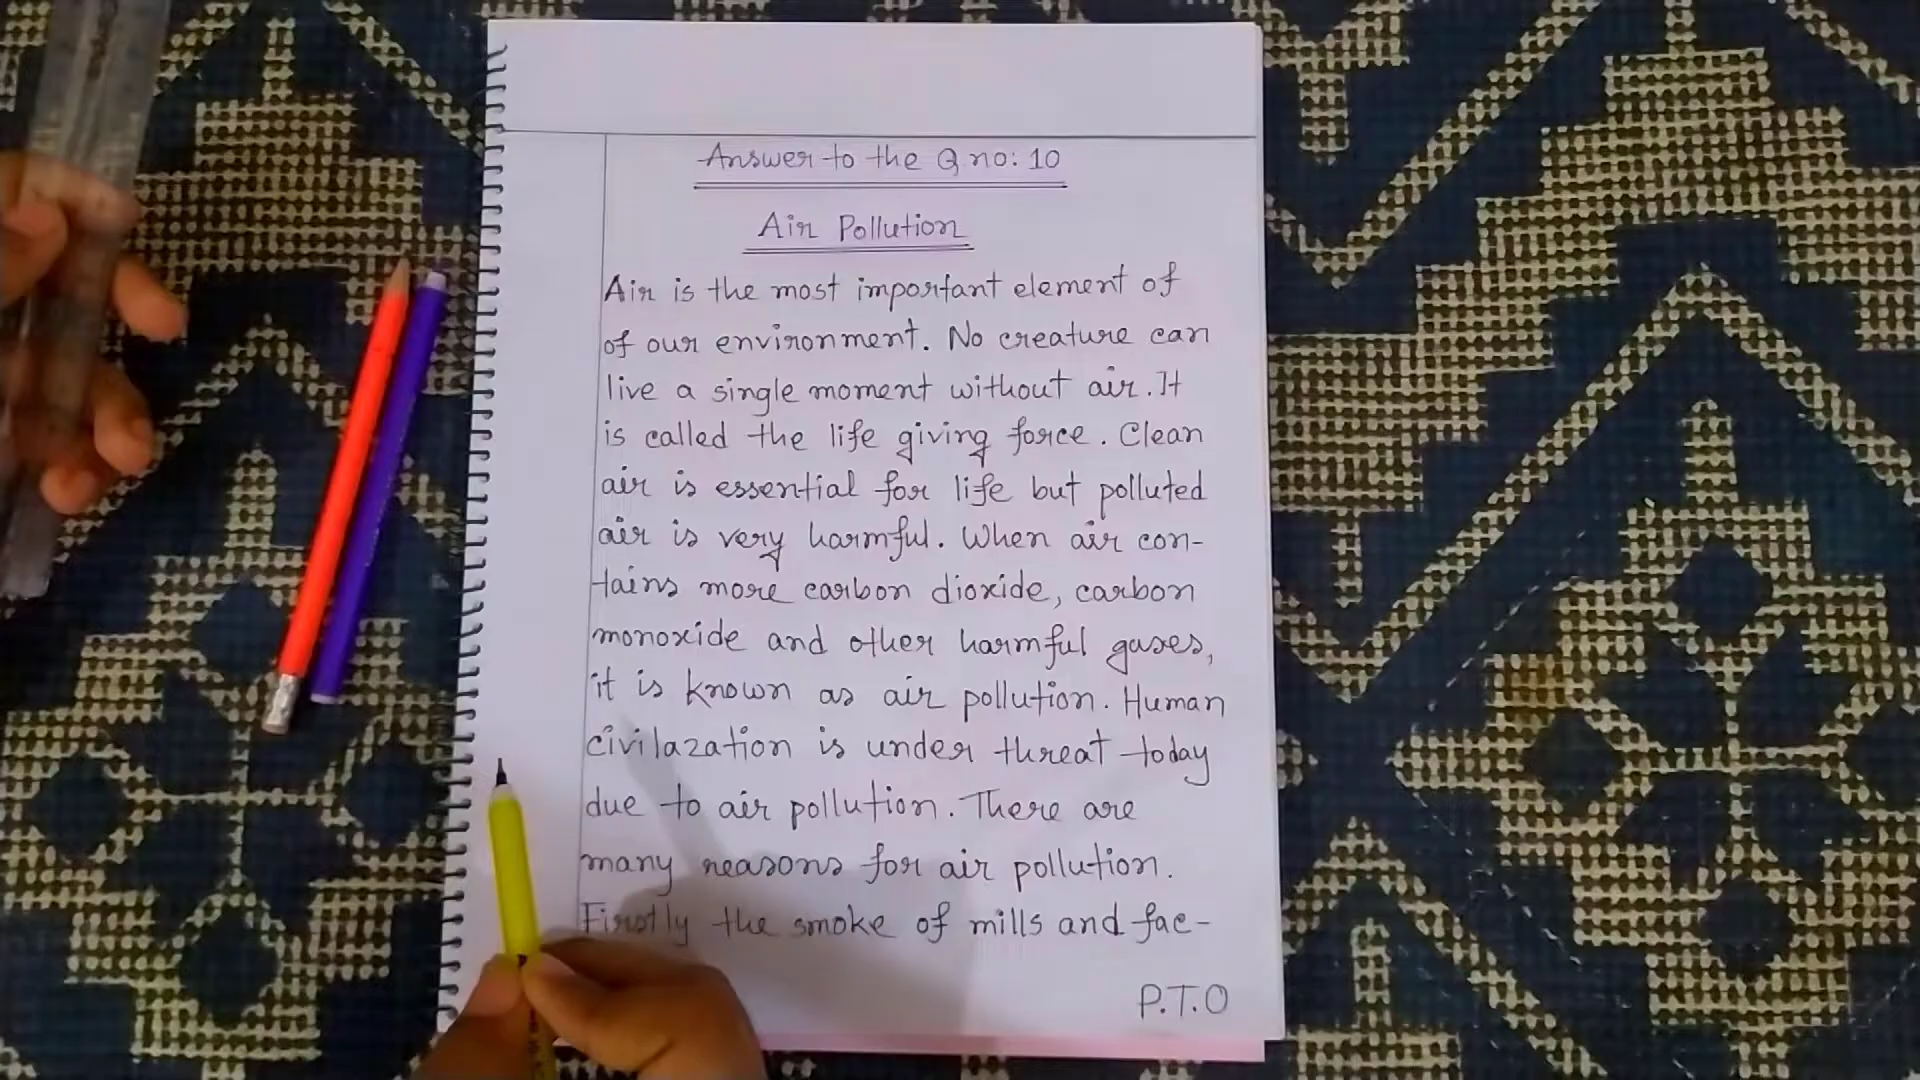 Answer to the Q no: 10
Air Pollution
Air is the most important element of
of our environment. No creature can
live a single moment without air. It
is called the life giving force. Clean
air is essential for life but polluted
air is very harmful. When air con-
tains more carbon dioxide, carbon
monoxide and other harmful gases,
it is known as air pollution. Human
civilazation is under threat today
due to air pollution. There are
many reasons for air pollution.
Firstly the smoke of mills and fac-
P.T.O